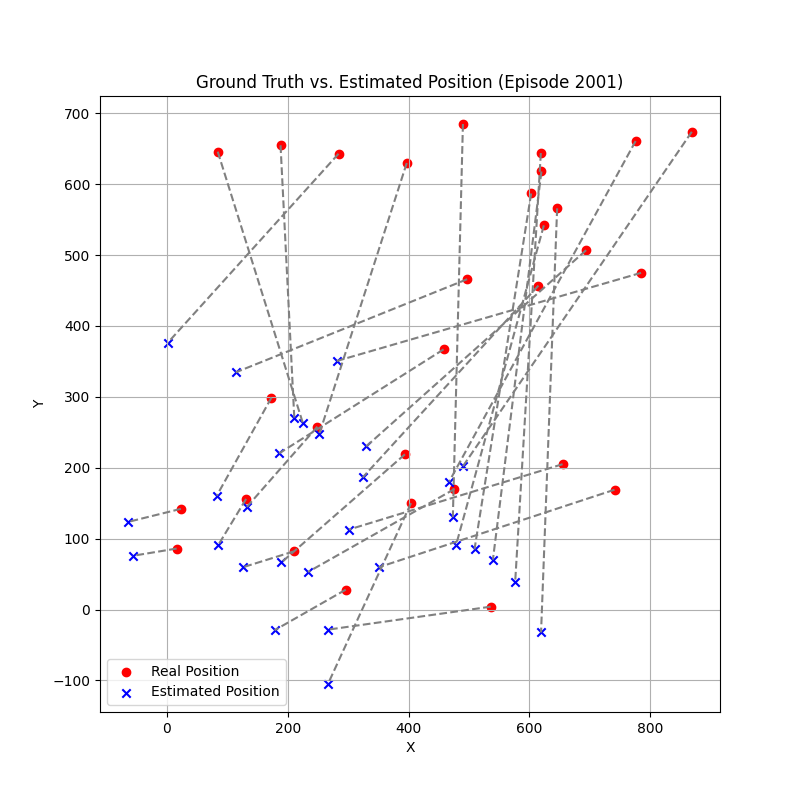 Ground Truth vs. Estimated Position (Episode 2001)
700
600
500
400
300
200
100
0
−100
Y
Real Position
Estimated Position
0 200 400 600 800
X